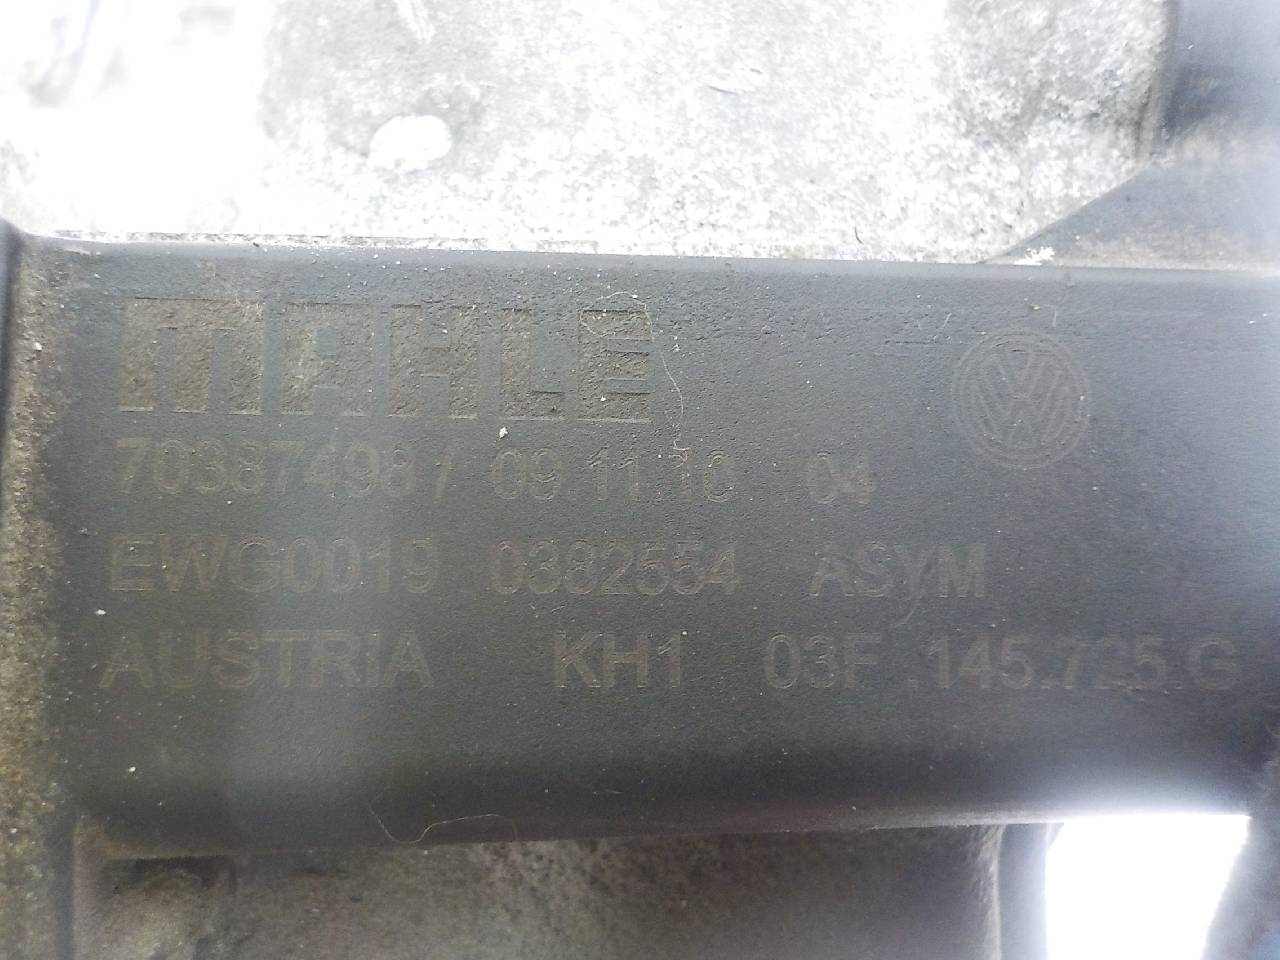 MAHLE
70387498 / 09.11.10 04
EWG0019 0382554 ASYM
AUSTRIA KH1 03F .145.725.G